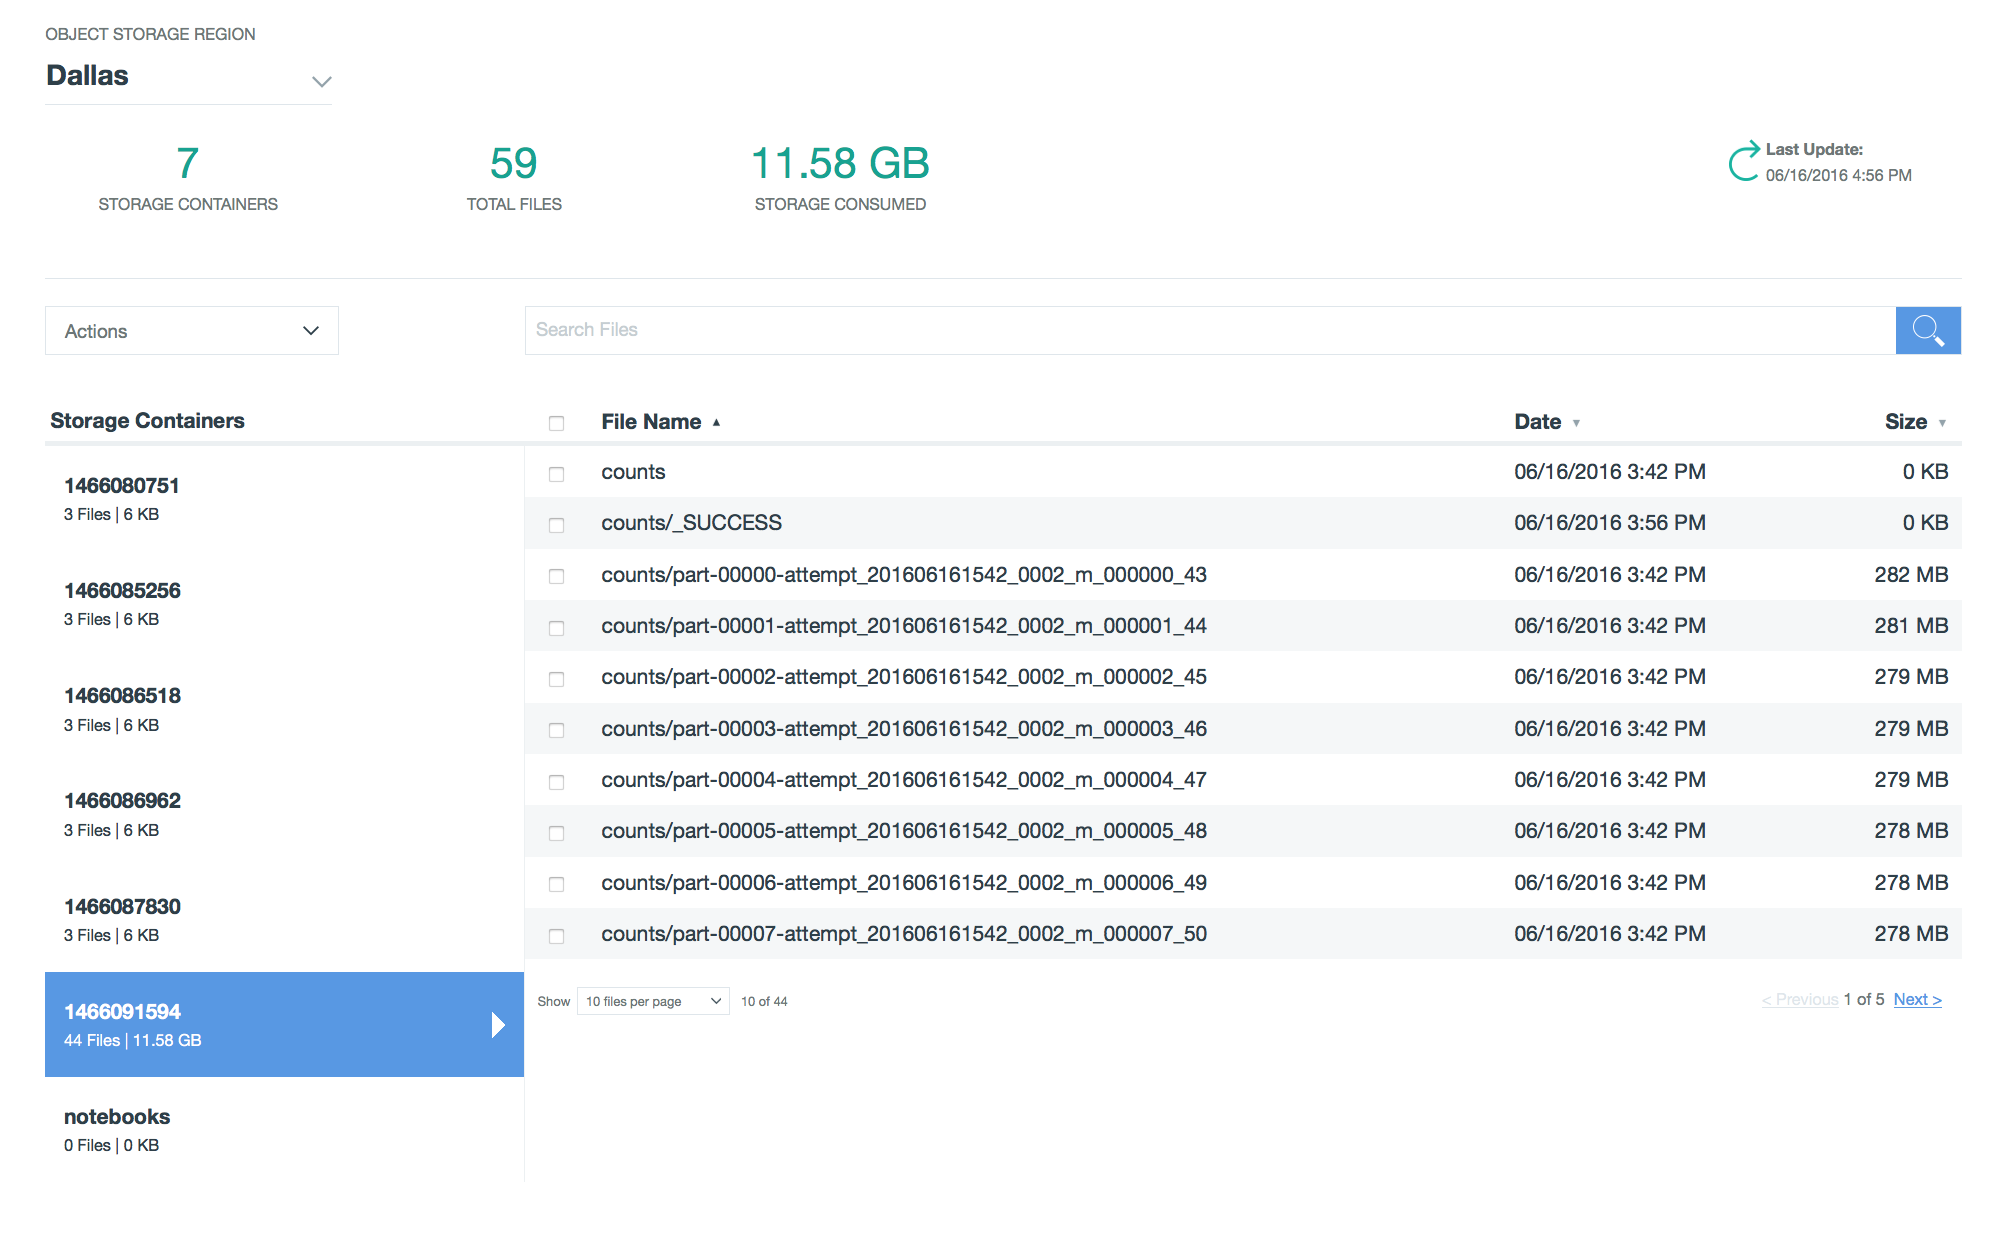 OBJECT STORAGE REGION
Dallas
7
STORAGE CONTAINERS
59
TOTAL FILES
11.58 GB
STORAGE CONSUMED
Last Update:
06/16/2016 4:56 PM
Actions
Search Files
Storage Containers
1466080751
3 Files | 6 KB
1466085256
3 Files | 6 KB
1466086518
3 Files | 6 KB
1466086962
3 Files | 6 KB
1466087830
3 Files | 6 KB
1466091594
44 Files | 11.58 GB
notebooks
0 Files | 0 KB
File Name Date Size
counts 06/16/2016 3:42 PM 0 KB
counts/_SUCCESS 06/16/2016 3:56 PM 0 KB
counts/part-00000-attempt_201606161542_0002_m_000000_43 06/16/2016 3:42 PM 282 MB
counts/part-00001-attempt_201606161542_0002_m_000001_44 06/16/2016 3:42 PM 281 MB
counts/part-00002-attempt_201606161542_0002_m_000002_45 06/16/2016 3:42 PM 279 MB
counts/part-00003-attempt_201606161542_0002_m_000003_46 06/16/2016 3:42 PM 279 MB
counts/part-00004-attempt_201606161542_0002_m_000004_47 06/16/2016 3:42 PM 279 MB
counts/part-00005-attempt_201606161542_0002_m_000005_48 06/16/2016 3:42 PM 278 MB
counts/part-00006-attempt_201606161542_0002_m_000006_49 06/16/2016 3:42 PM 278 MB
counts/part-00007-attempt_201606161542_0002_m_000007_50 06/16/2016 3:42 PM 278 MB
Show 10 files per page 10 of 44 < Previous 1 of 5 Next >